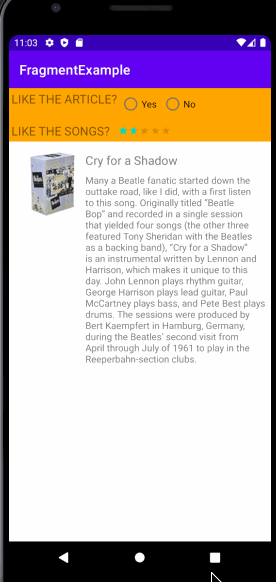 11:03
FragmentExample
LIKE THE ARTICLE? Yes No
LIKE THE SONGS?
Cry for a Shadow
Many a Beatle fanatic started down the
outtake road, like I did, with a first listen
to this song. Originally titled “Beatle
Bop” and recorded in a single session
that yielded four songs (the other three
featured Tony Sheridan with the Beatles
as a backing band), “Cry for a Shadow”
is an instrumental written by Lennon and
Harrison, which makes it unique to this
day. John Lennon plays rhythm guitar,
George Harrison plays lead guitar, Paul
McCartney plays bass, and Pete Best plays
drums. The sessions were produced by
Bert Kaempfert in Hamburg, Germany,
during the Beatles’ second visit from
April through July of 1961 to play in the
Reeperbahn-section clubs.